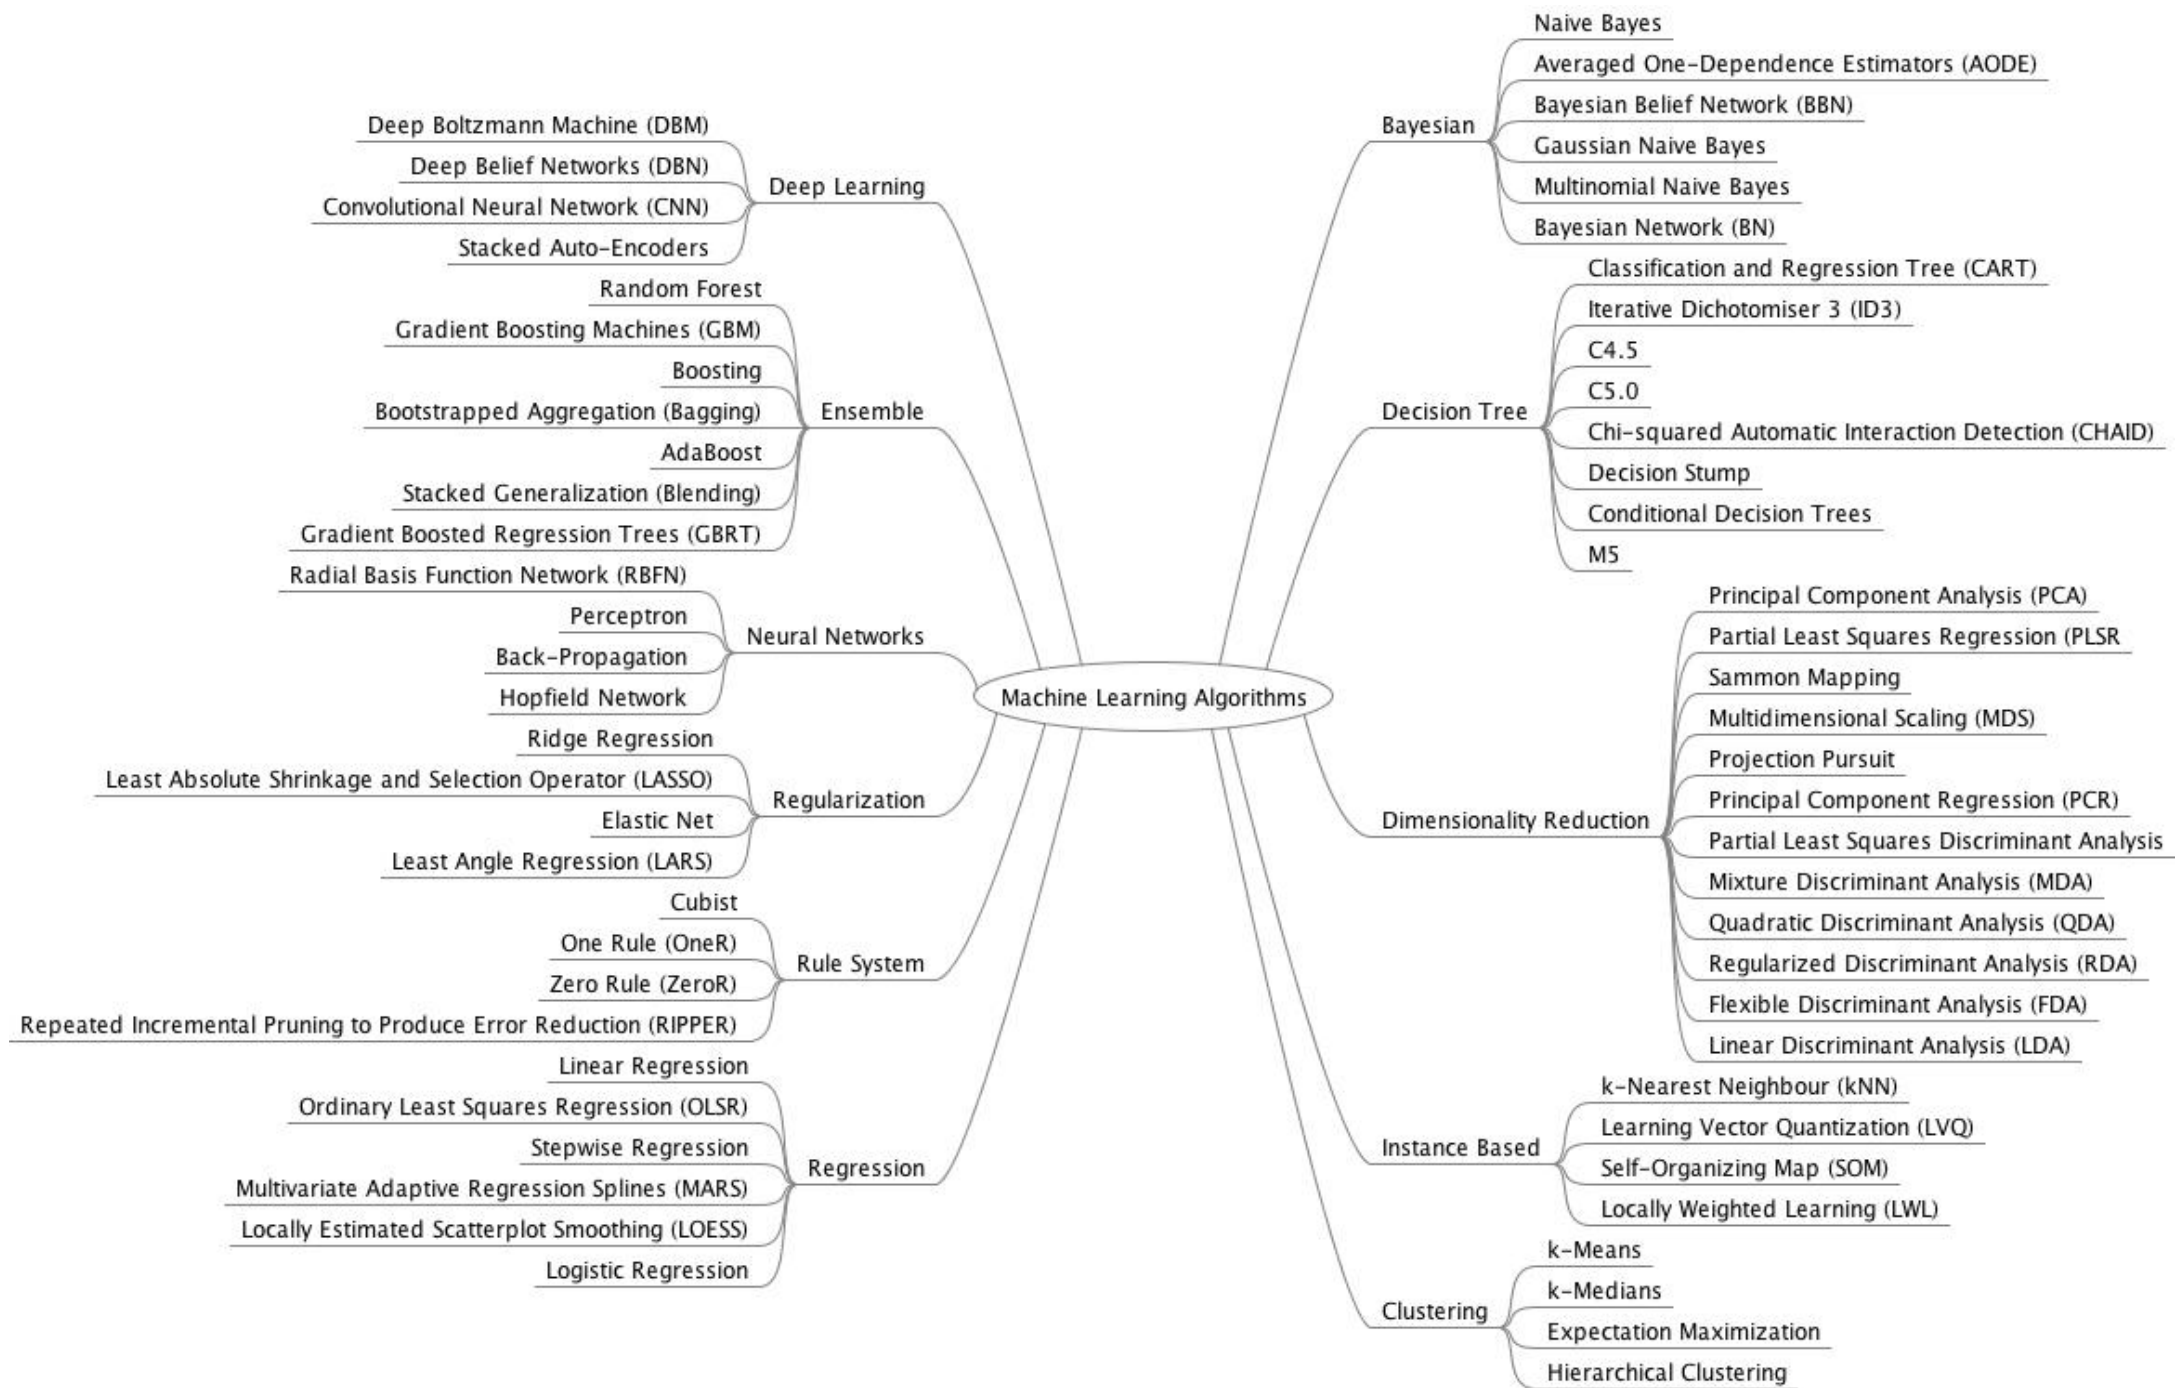 Machine Learning Algorithms
Deep Learning
Deep Boltzmann Machine (DBM)
Deep Belief Networks (DBN)
Convolutional Neural Network (CNN)
Stacked Auto-Encoders
Ensemble
Random Forest
Gradient Boosting Machines (GBM)
Boosting
Bootstrapped Aggregation (Bagging)
AdaBoost
Stacked Generalization (Blending)
Gradient Boosted Regression Trees (GBRT)
Neural Networks
Radial Basis Function Network (RBFN)
Perceptron
Back-Propagation
Hopfield Network
Regularization
Ridge Regression
Least Absolute Shrinkage and Selection Operator (LASSO)
Elastic Net
Least Angle Regression (LARS)
Rule System
Cubist
One Rule (OneR)
Zero Rule (ZeroR)
Repeated Incremental Pruning to Produce Error Reduction (RIPPER)
Regression
Linear Regression
Ordinary Least Squares Regression (OLSR)
Stepwise Regression
Multivariate Adaptive Regression Splines (MARS)
Locally Estimated Scatterplot Smoothing (LOESS)
Logistic Regression
Bayesian
Naive Bayes
Averaged One-Dependence Estimators (AODE)
Bayesian Belief Network (BBN)
Gaussian Naive Bayes
Multinomial Naive Bayes
Bayesian Network (BN)
Decision Tree
Classification and Regression Tree (CART)
Iterative Dichotomiser 3 (ID3)
C4.5
C5.0
Chi-squared Automatic Interaction Detection (CHAID)
Decision Stump
Conditional Decision Trees
M5
Dimensionality Reduction
Principal Component Analysis (PCA)
Partial Least Squares Regression (PLSR
Sammon Mapping
Multidimensional Scaling (MDS)
Projection Pursuit
Principal Component Regression (PCR)
Partial Least Squares Discriminant Analysis
Mixture Discriminant Analysis (MDA)
Quadratic Discriminant Analysis (QDA)
Regularized Discriminant Analysis (RDA)
Flexible Discriminant Analysis (FDA)
Linear Discriminant Analysis (LDA)
Instance Based
k-Nearest Neighbour (kNN)
Learning Vector Quantization (LVQ)
Self-Organizing Map (SOM)
Locally Weighted Learning (LWL)
Clustering
k-Means
k-Medians
Expectation Maximization
Hierarchical Clustering